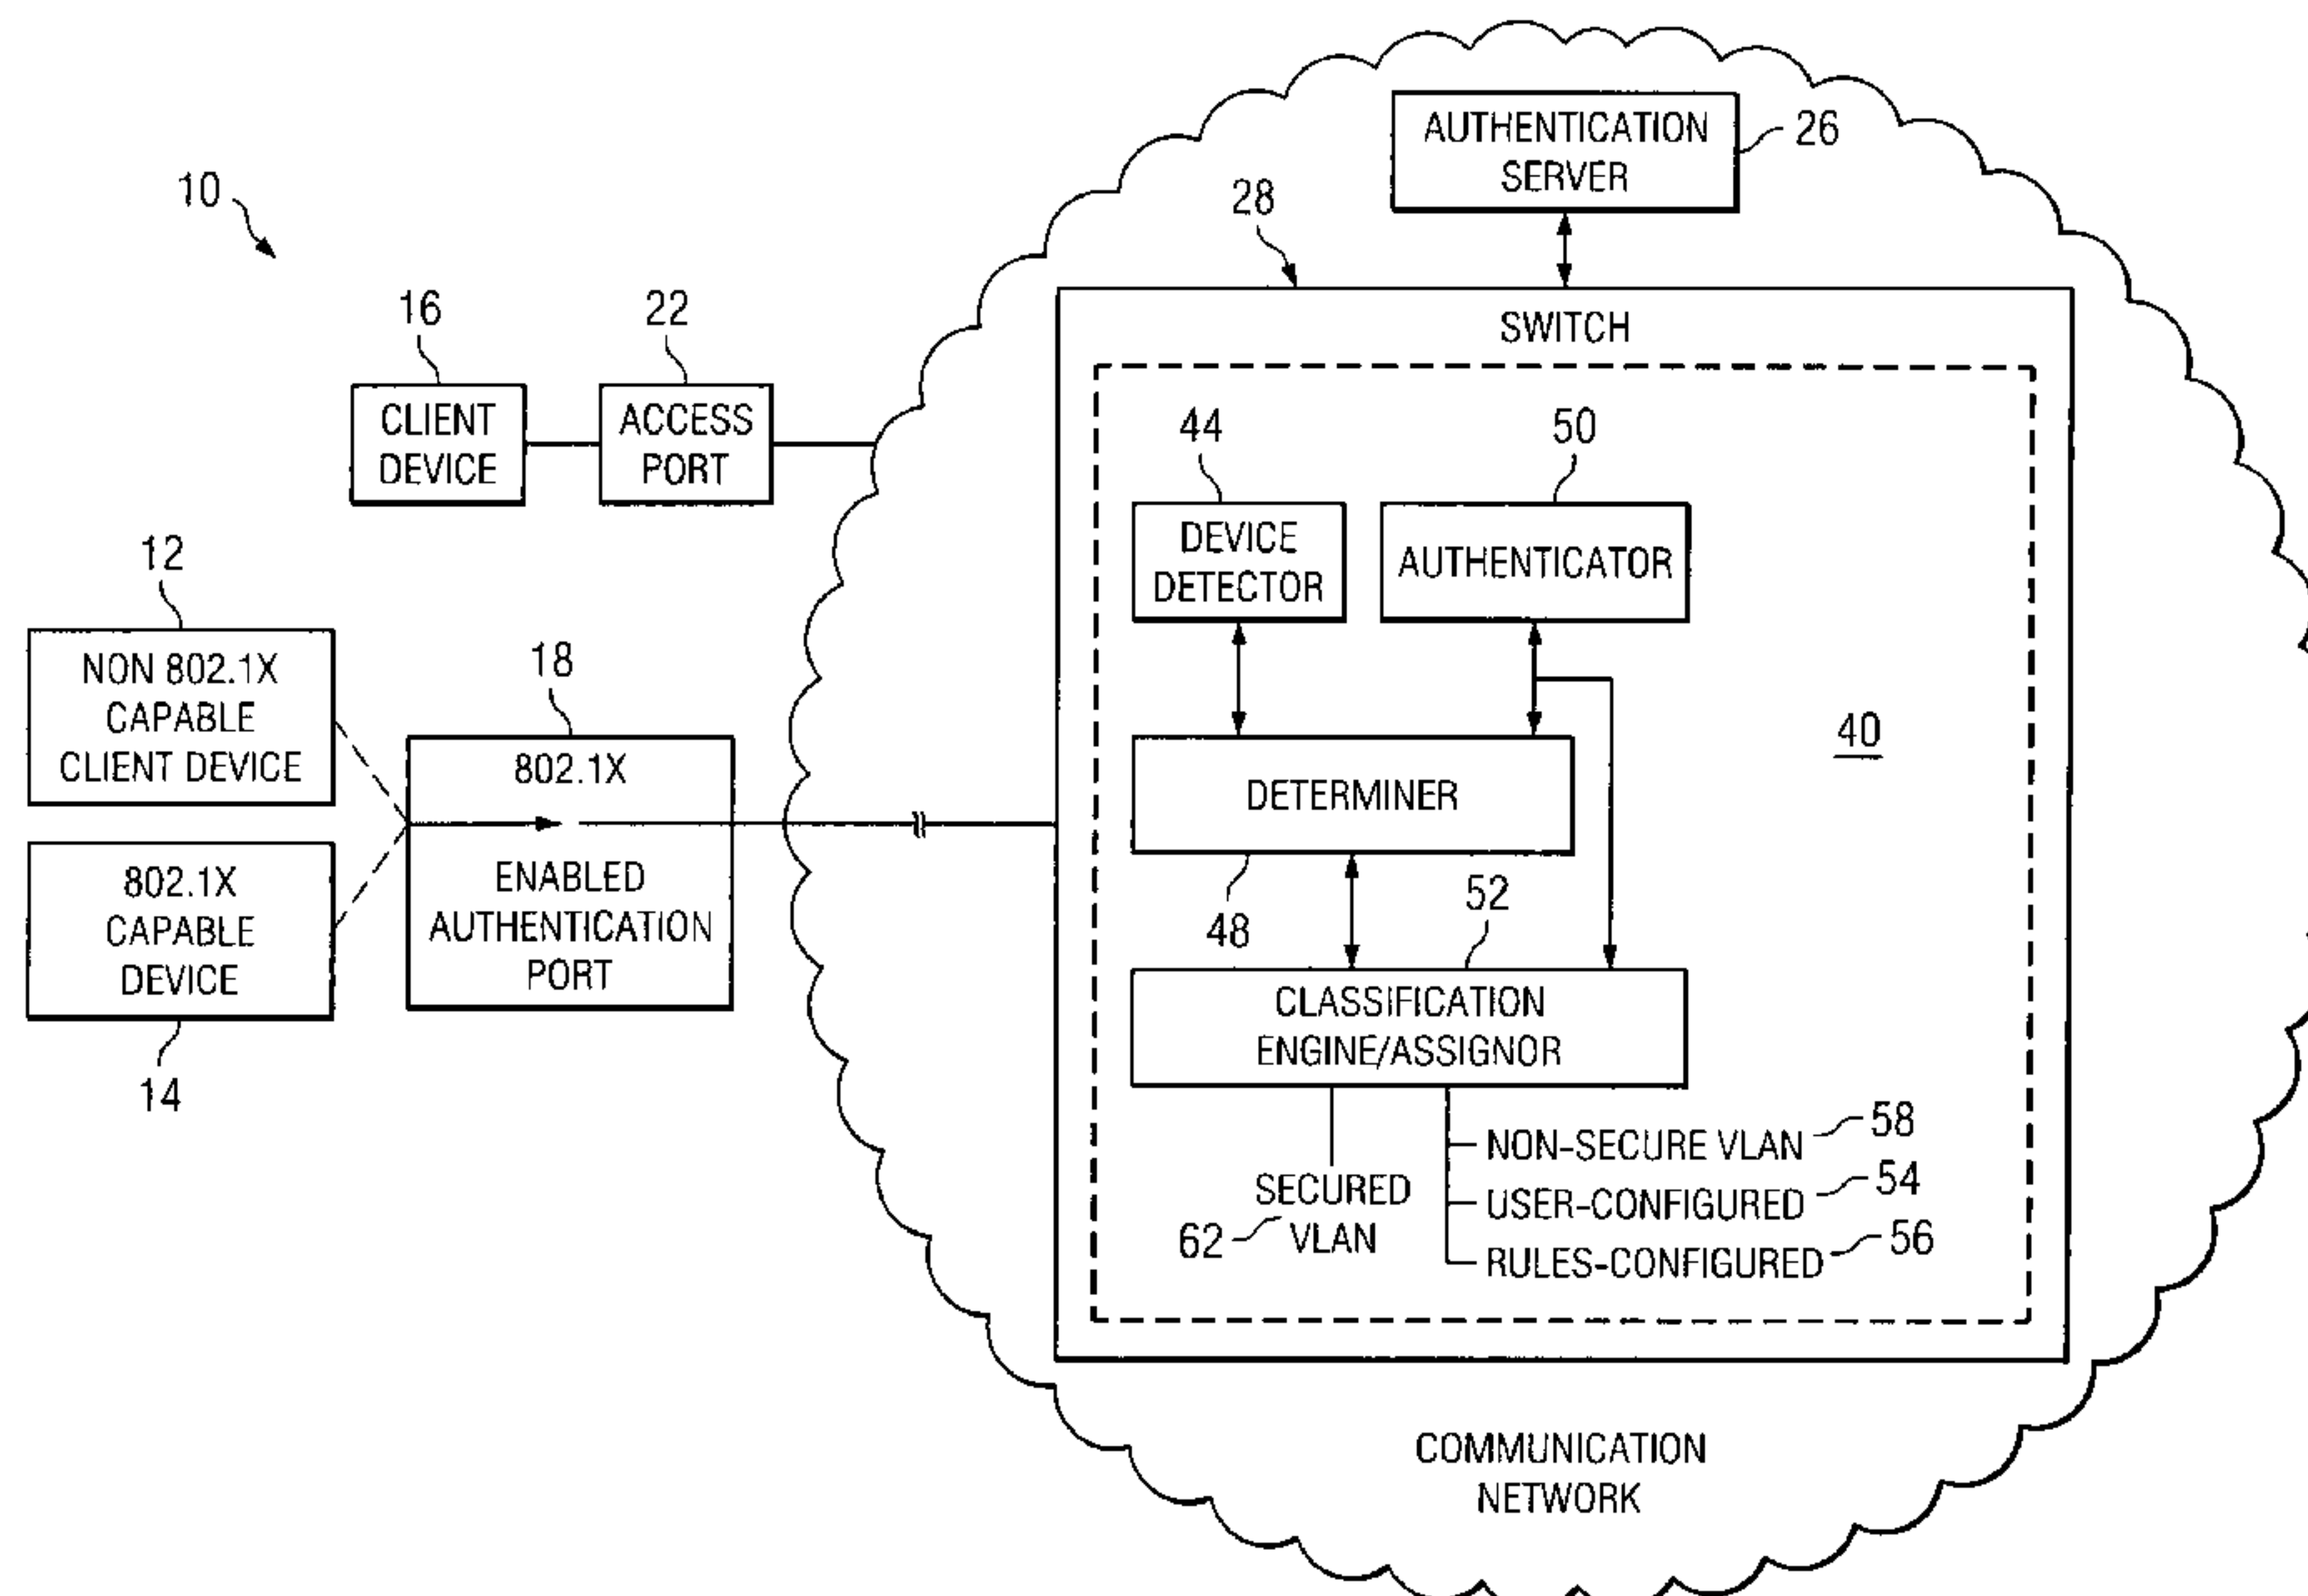 10
AUTHENTICATION
SERVER
26
28
SWITCH
16
CLIENT
DEVICE
22
ACCESS
PORT
12
NON 802.1X
CAPABLE
CLIENT DEVICE
802.1X
CAPABLE
DEVICE
14
18
802.1X
ENABLED
AUTHENTICATION
PORT
44
DEVICE
DETECTOR
50
AUTHENTICATOR
40
DETERMINER
48
52
CLASSIFICATION
ENGINE/ASSIGNOR
SECURED
VLAN
62
NON-SECURE VLAN 58
USER-CONFIGURED 54
RULES-CONFIGURED 56
COMMUNICATION
NETWORK